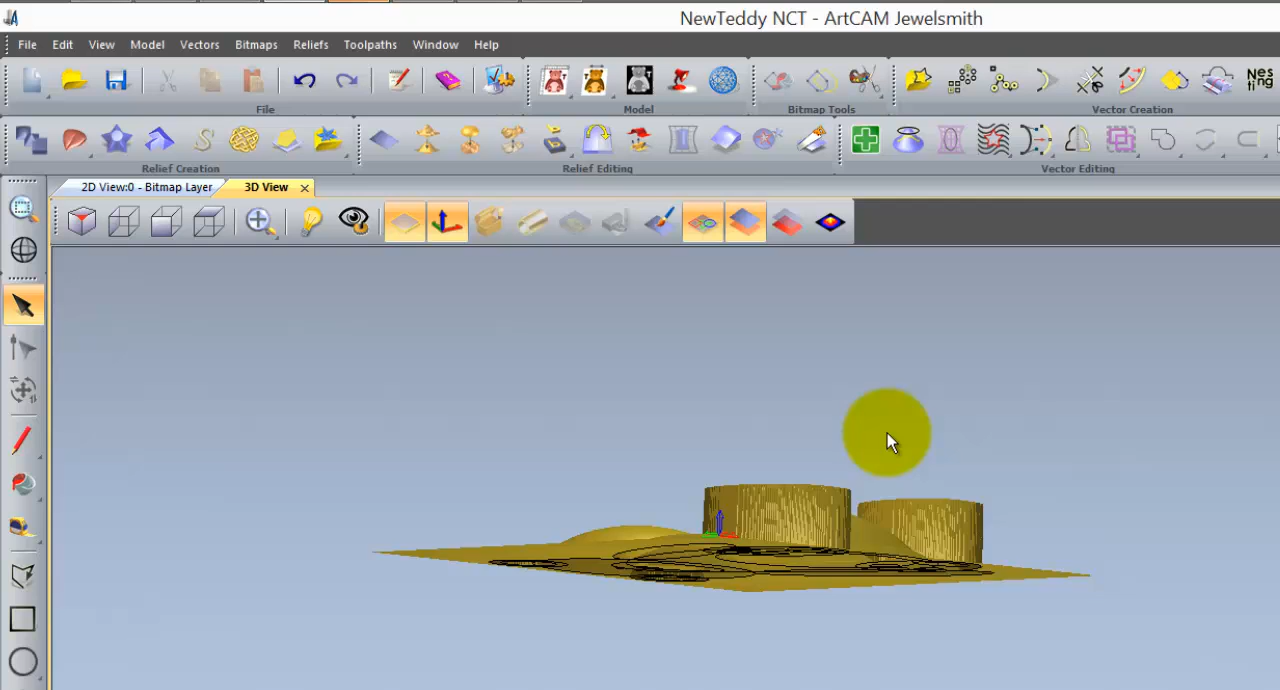 NewTeddy NCT - ArtCAM Jewelsmith
File Edit View Model Vectors Bitmaps Reliefs Toolpaths Window Help
Nes
ting
File Model Bitmap Tools Vector Creation
Relief Creation Relief Editing Vector Editing
2D View:0 - Bitmap Layer 3D View